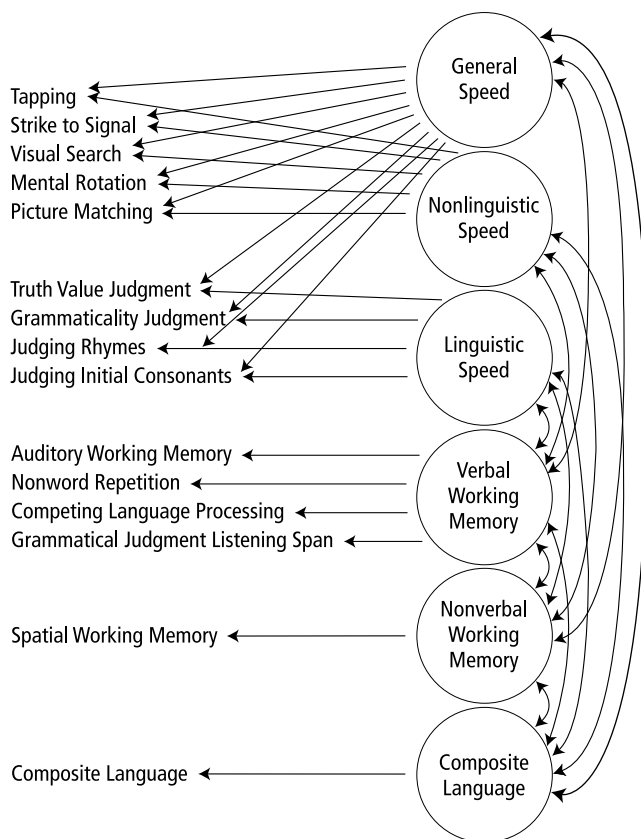 General
Speed
Tapping
Strike to Signal
Visual Search
Mental Rotation
Picture Matching
Nonlinguistic
Speed
Truth Value Judgment
Grammaticality Judgment
Judging Rhymes
Judging Initial Consonants
Linguistic
Speed
Auditory Working Memory
Nonword Repetition
Competing Language Processing
Grammatical Judgment Listening Span
Verbal
Working
Memory
Spatial Working Memory
Nonverbal
Working
Memory
Composite Language
Composite
Language